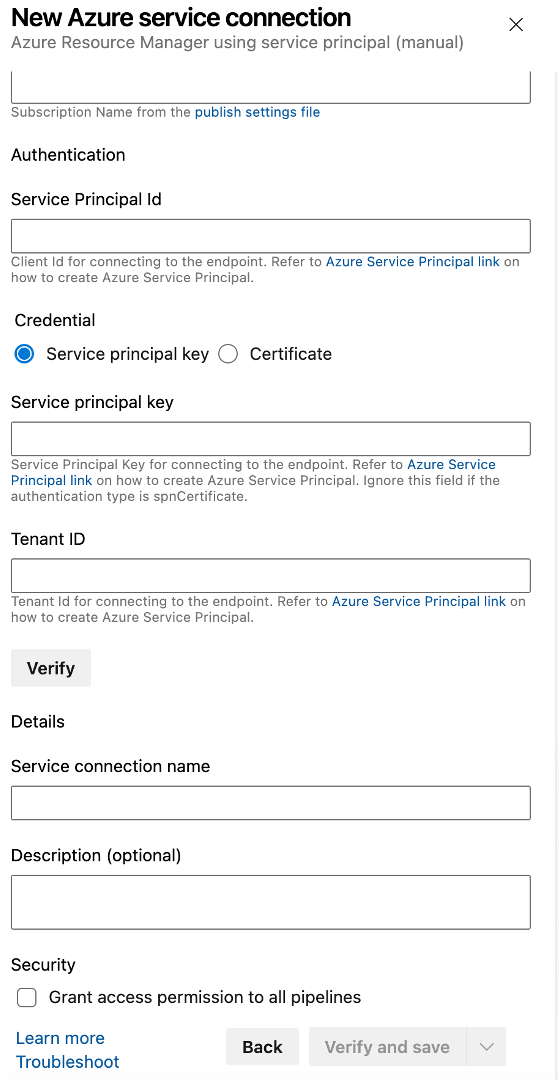 New Azure service connection
Azure Resource Manager using service principal (manual)
Subscription Name from the publish settings file
Authentication
Service Principal Id
Client Id for connecting to the endpoint. Refer to Azure Service Principal link on
how to create Azure Service Principal.
Credential
Service principal key Certificate
Service principal key
Service Principal Key for connecting to the endpoint. Refer to Azure Service
Principal link on how to create Azure Service Principal. Ignore this field if the
authentication type is spnCertificate.
Tenant ID
Tenant Id for connecting to the endpoint. Refer to Azure Service Principal link on
how to create Azure Service Principal.
Verify
Details
Service connection name
Description (optional)
Security
Grant access permission to all pipelines
Learn more
Troubleshoot
Back Verify and save